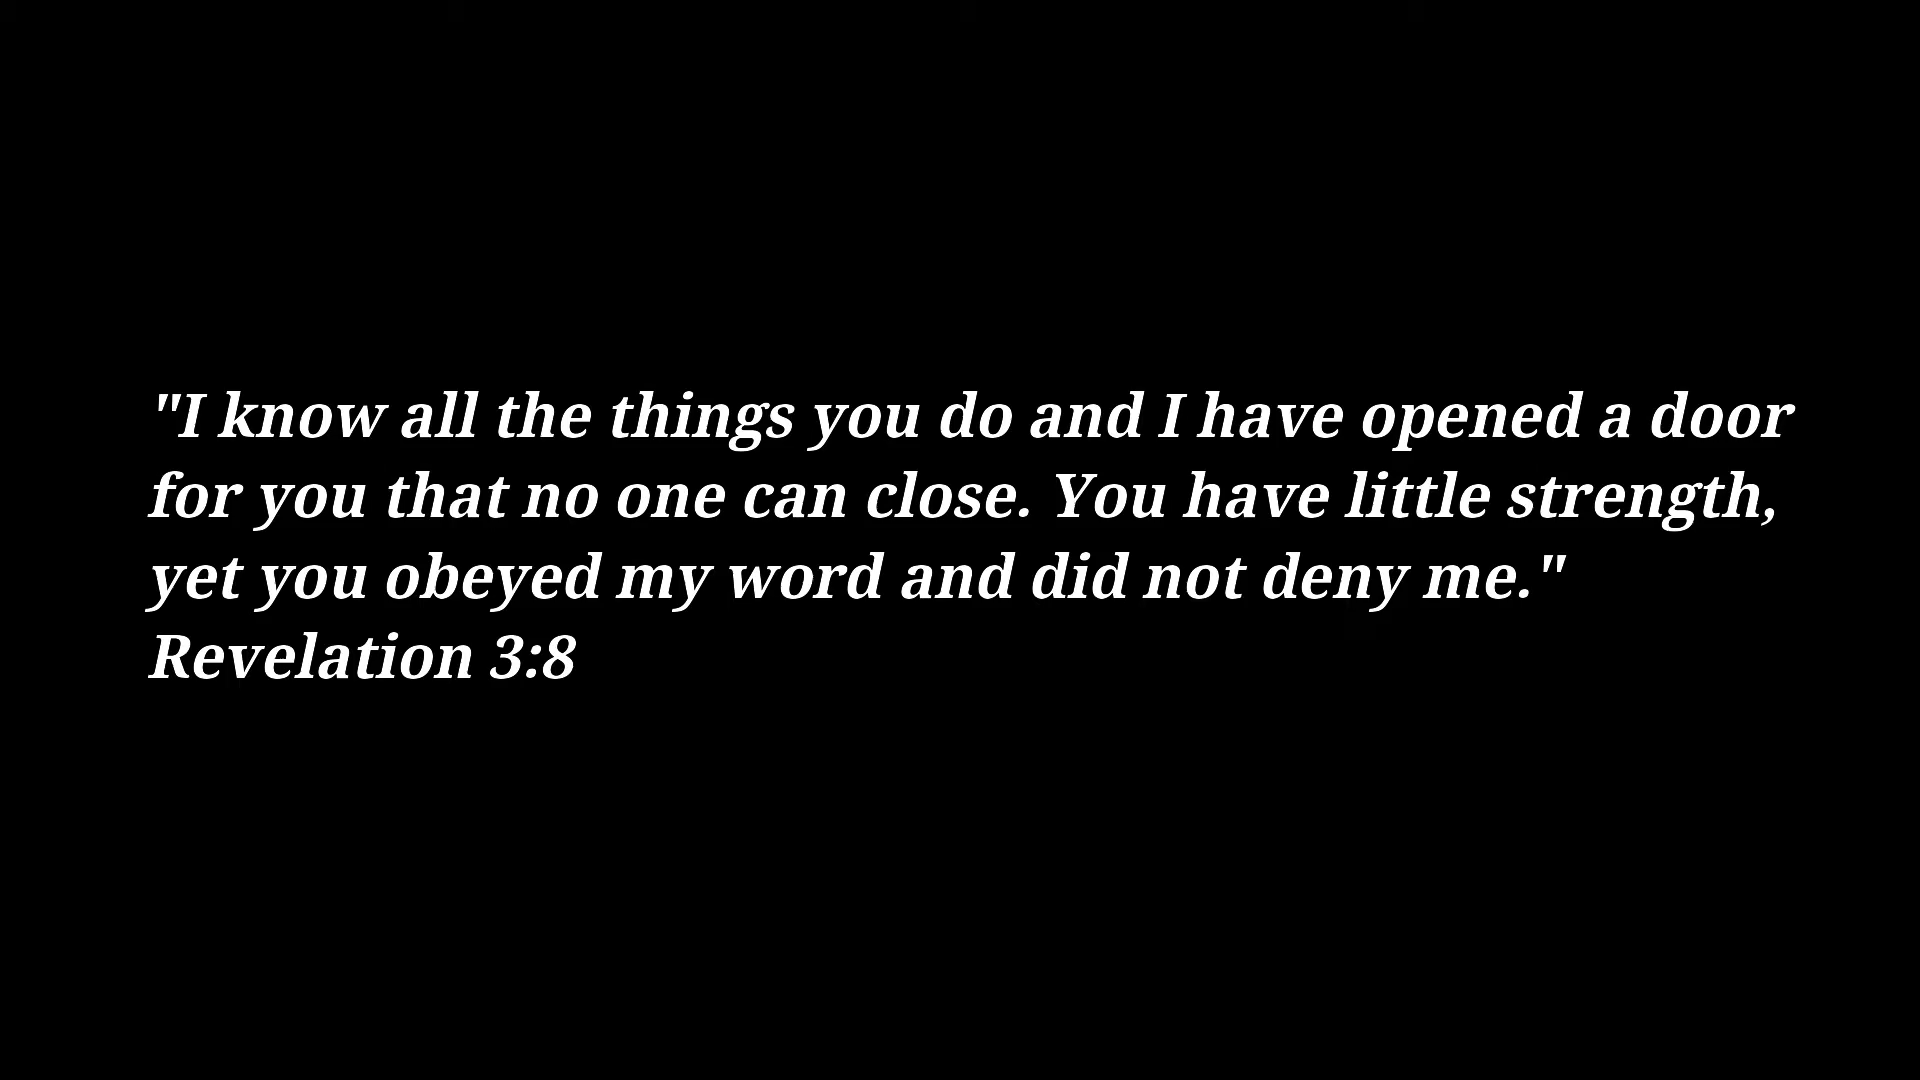 "I know all the things you do and I have opened a door
for you that no one can close. You have little strength,
yet you obeyed my word and did not deny me."
Revelation 3:8